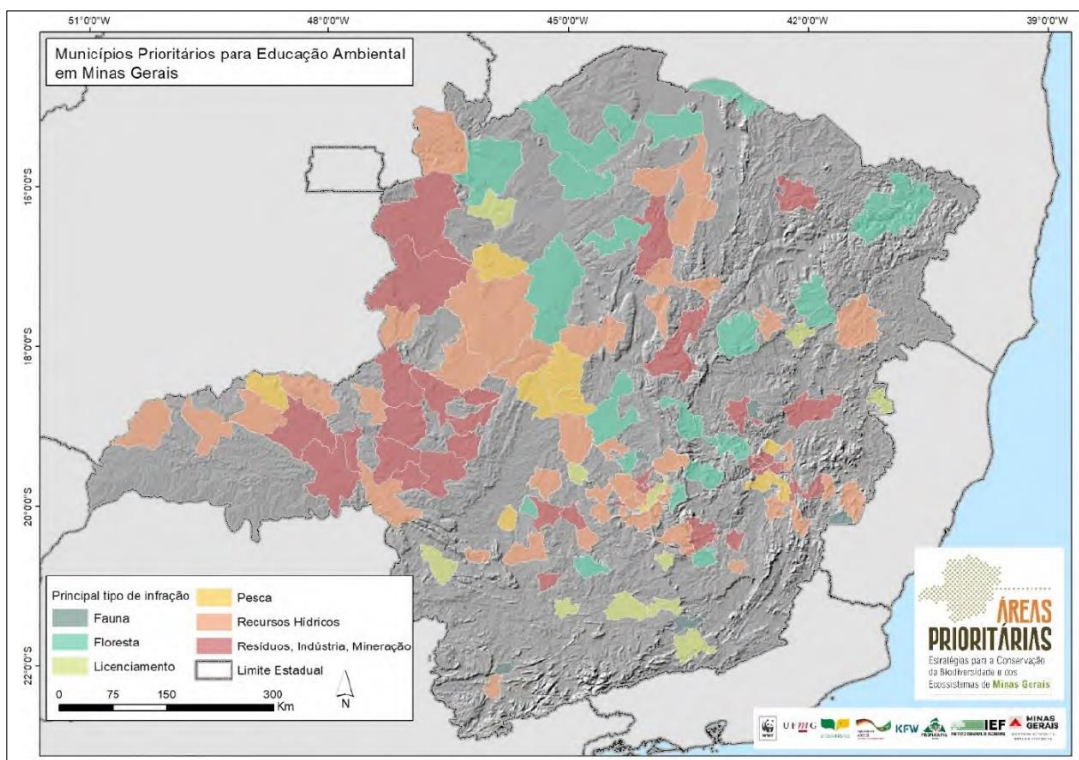 51°0'0"W
48°0'0"W
45°0'0"W
42°0'0"W
39°0'0"W
Municípios Prioritários para Educação Ambiental
em Minas Gerais
16°0'0"S
18°0'0"S
20°0'0"S
22°0'0"S
Principal tipo de infração
Fauna
Floresta
Licenciamento
Pesca
Recursos Hídricos
Resíduos, Indústria, Mineração
Limite Estadual
0 75 150 300
Km
N
ÁREAS
PRIORITÁRIAS
Estratégias para a Conservação
da Biodiversidade e dos
Ecossistemas de Minas Gerais
WWF
UFMG
KFW
IEF
MINAS
GERAIS